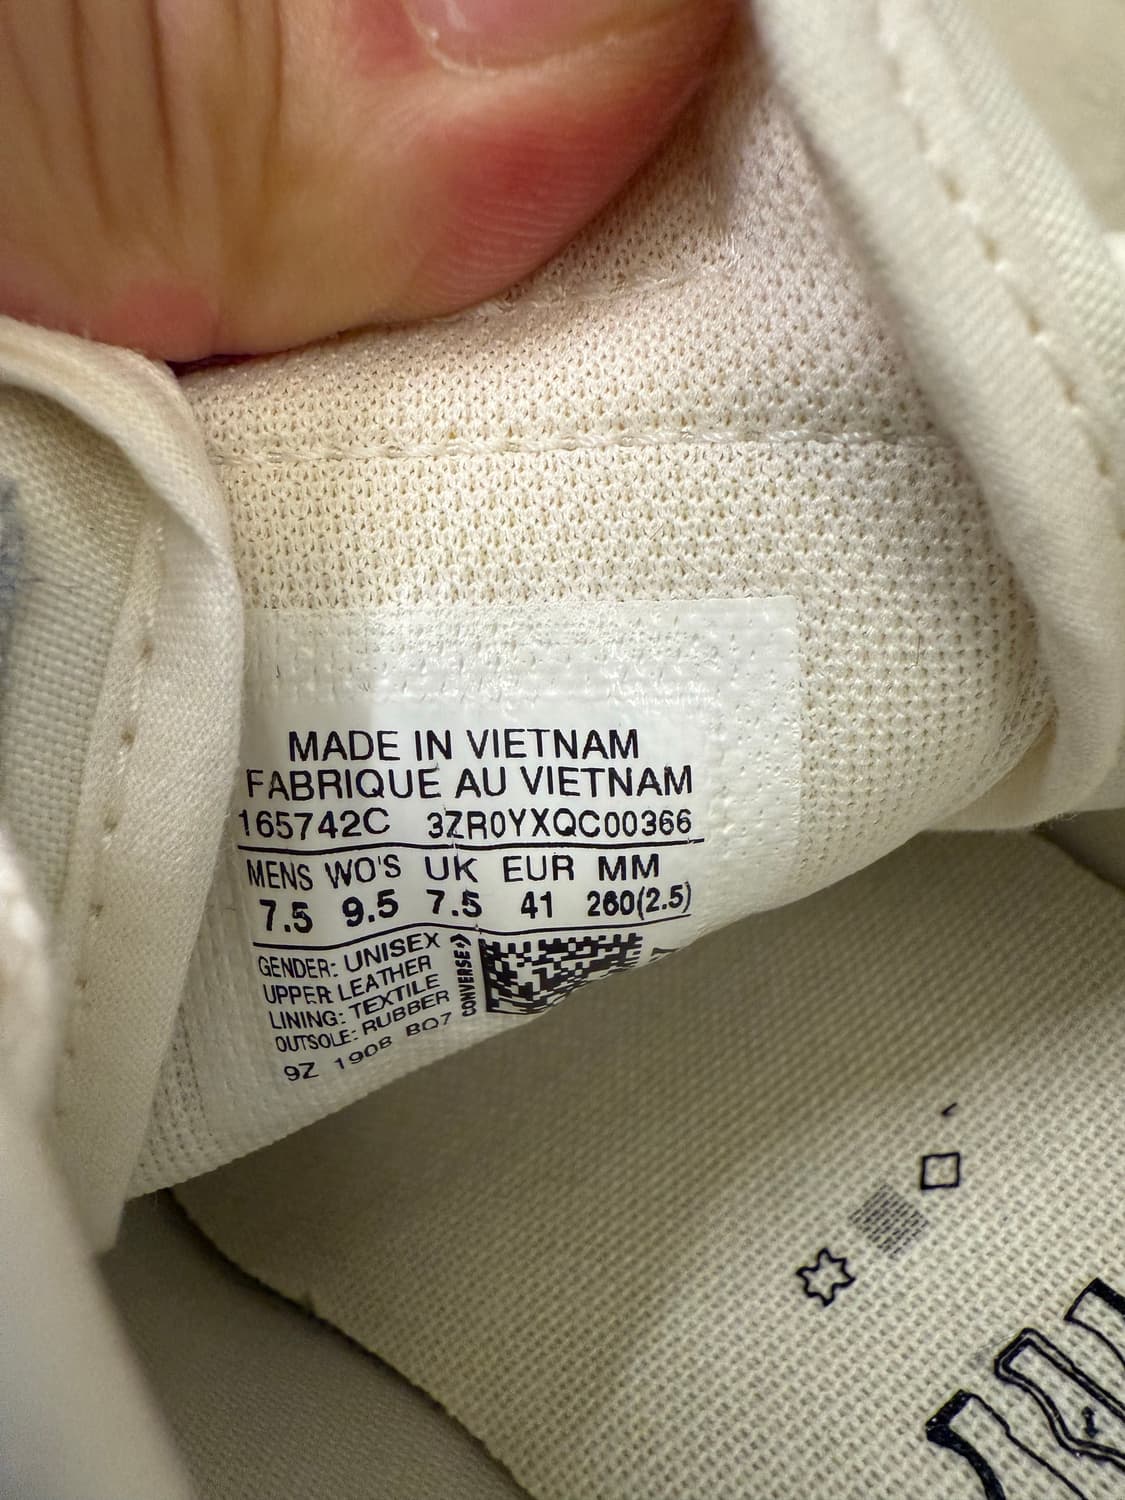 MADE IN VIETNAM
FABRIQUE AU VIETNAM
165742C 3ZR0YXQC00366
MENS WO'S UK EUR MM
7.5 9.5 7.5 41 260(2.5)
GENDER: UNISEX
UPPER: LEATHER
LINING: TEXTILE
OUTSOLE: RUBBER
9Z 1908 BQ7
CONVERSE